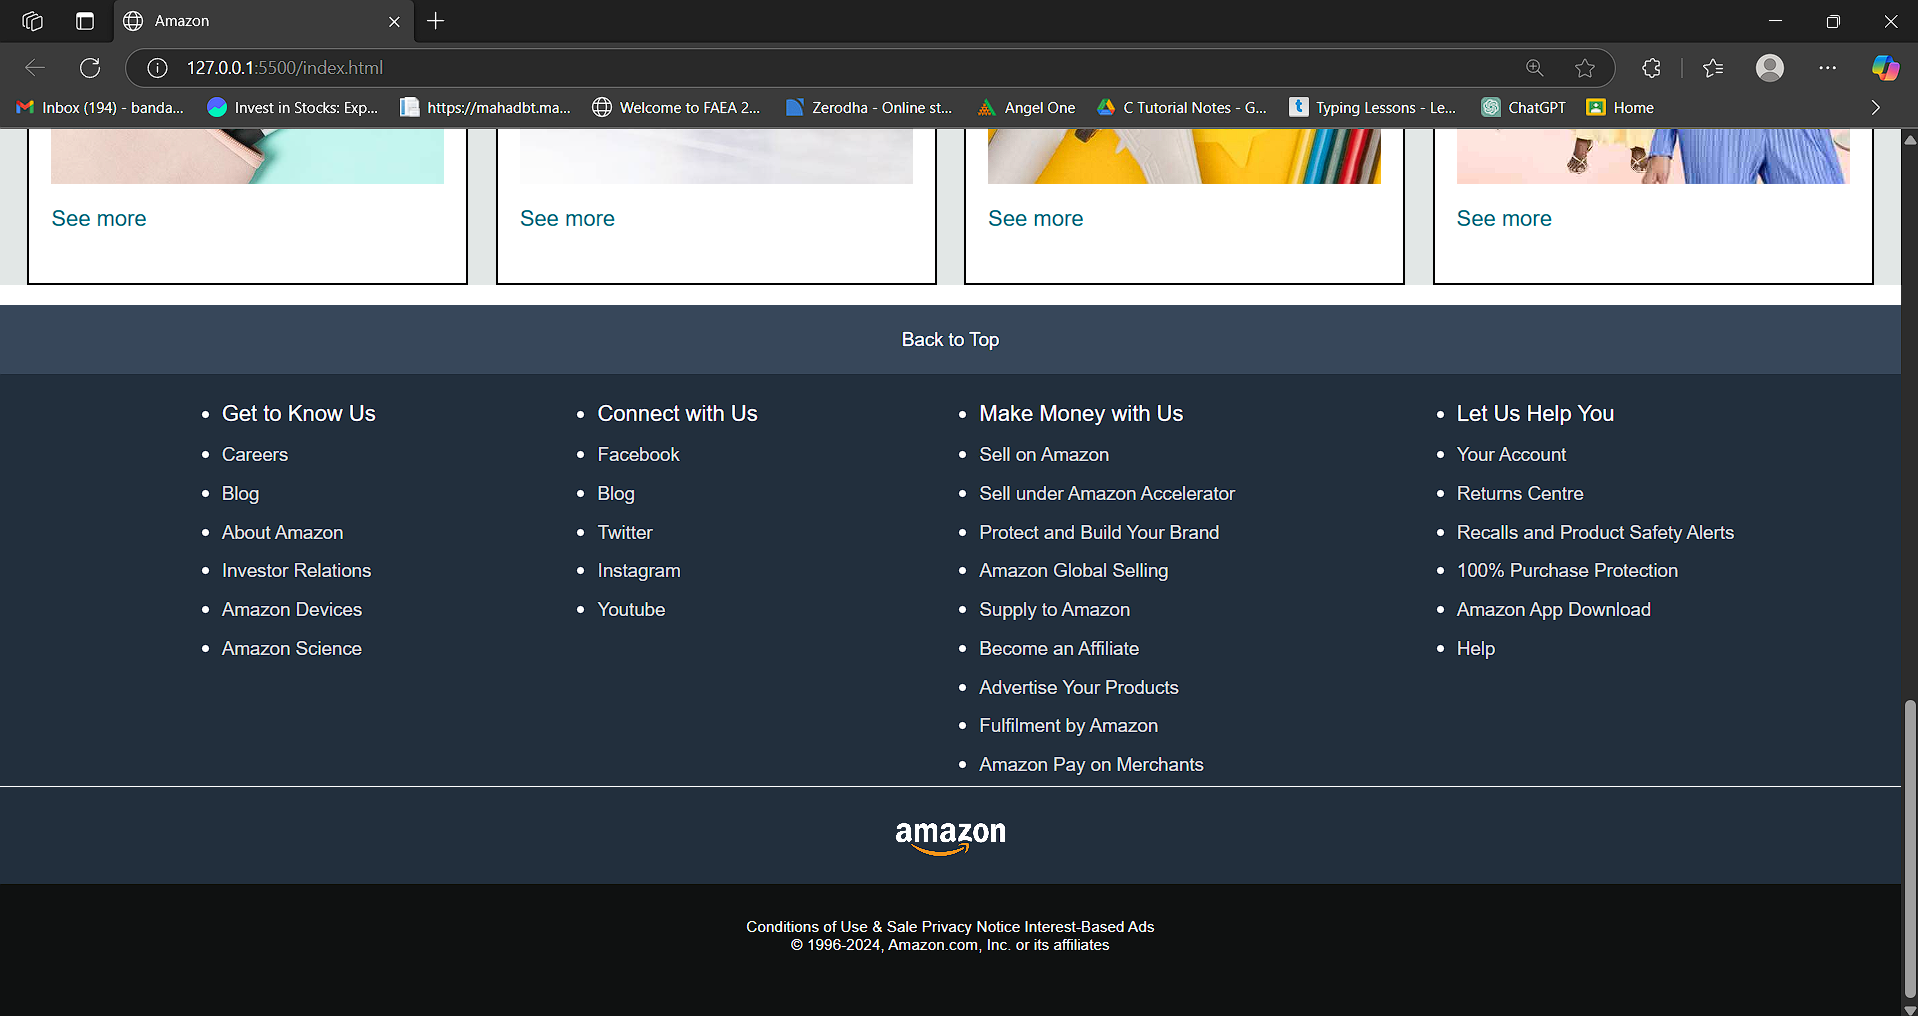 Amazon
127.0.0.1:5500/index.html
Inbox (194) - banda...
Invest in Stocks: Exp...
https://mahadbt.ma...
Welcome to FAEA 2...
Zerodha - Online st...
Angel One
C Tutorial Notes - G...
Typing Lessons - Le...
ChatGPT
Home
See more
See more
See more
See more
Back to Top
Get to Know Us
Careers
Blog
About Amazon
Investor Relations
Amazon Devices
Amazon Science
Connect with Us
Facebook
Blog
Twitter
Instagram
Youtube
Make Money with Us
Sell on Amazon
Sell under Amazon Accelerator
Protect and Build Your Brand
Amazon Global Selling
Supply to Amazon
Become an Affiliate
Advertise Your Products
Fulfilment by Amazon
Amazon Pay on Merchants
Let Us Help You
Your Account
Returns Centre
Recalls and Product Safety Alerts
100% Purchase Protection
Amazon App Download
Help
amazon
Conditions of Use & Sale Privacy Notice Interest-Based Ads
© 1996-2024, Amazon.com, Inc. or its affiliates